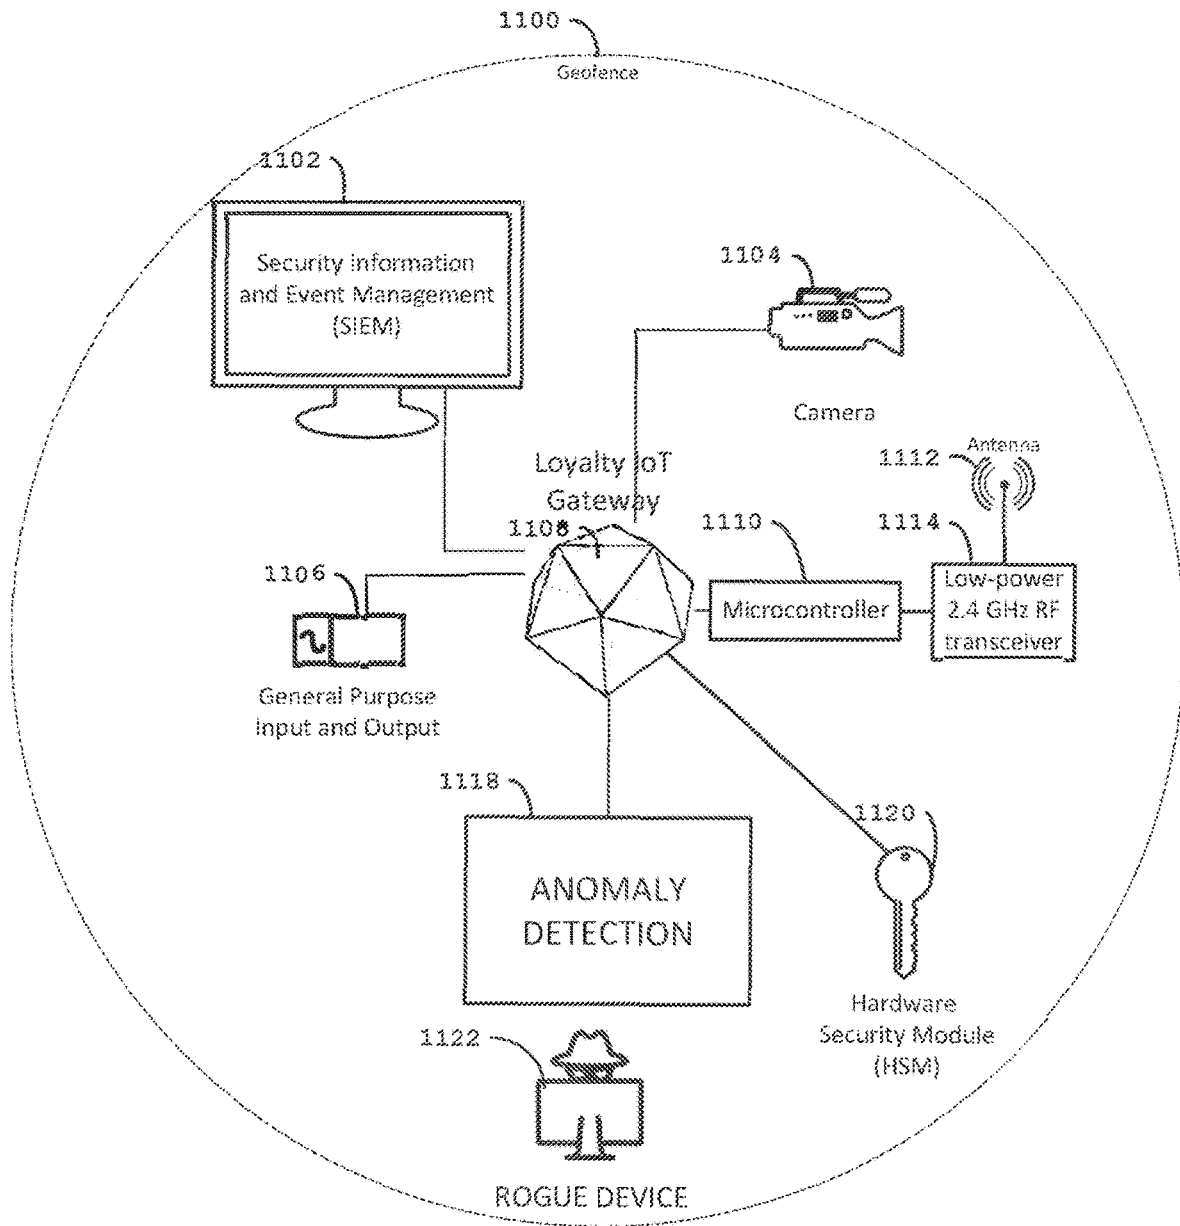 1100
Geofence
1102
Security Information
and Event Management
(SIEM)
1104
Camera
Loyalty IoT
Gateway
1108
Antenna
1112
1110
Microcontroller
1114
Low-power
2.4 GHz RF
transceiver
1106
General Purpose
Input and Output
1118
ANOMALY
DETECTION
1120
Hardware
Security Module
(HSM)
1122
ROGUE DEVICE